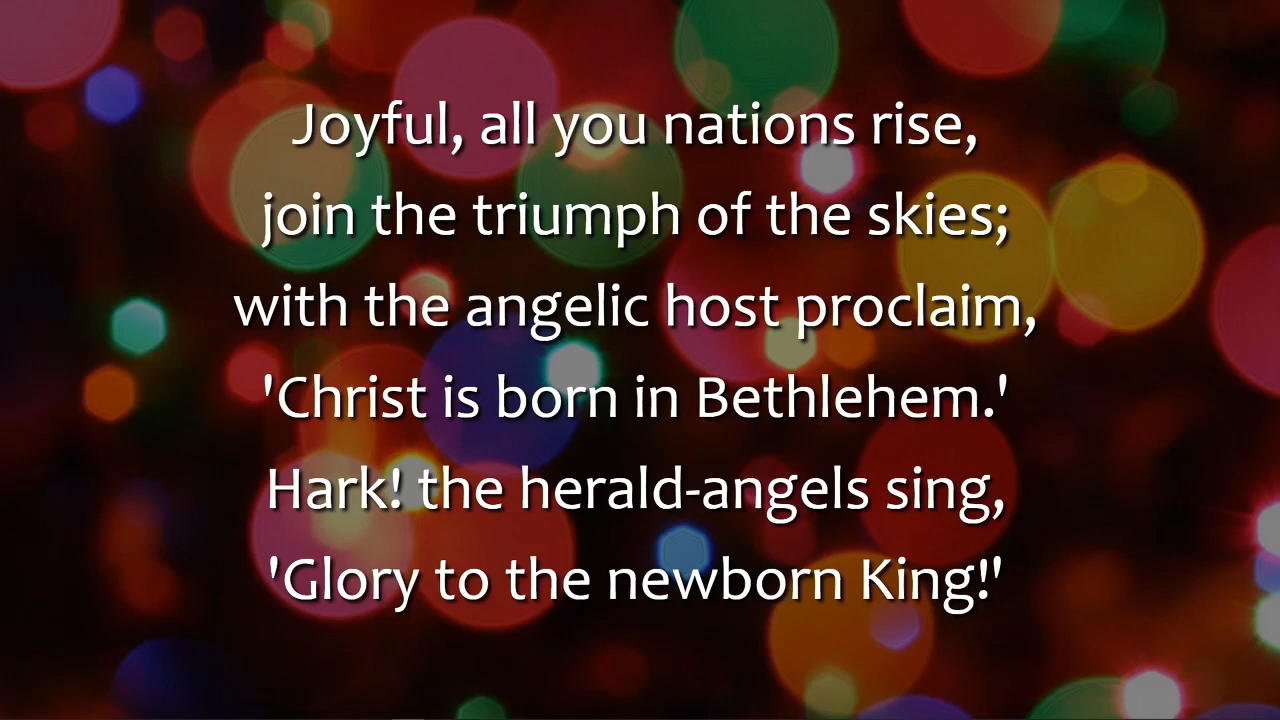 Joyful, all you nations rise,
join the triumph of the skies;
with the angelic host proclaim,
'Christ is born in Bethlehem.'
Hark! the herald-angels sing,
'Glory to the newborn King!'